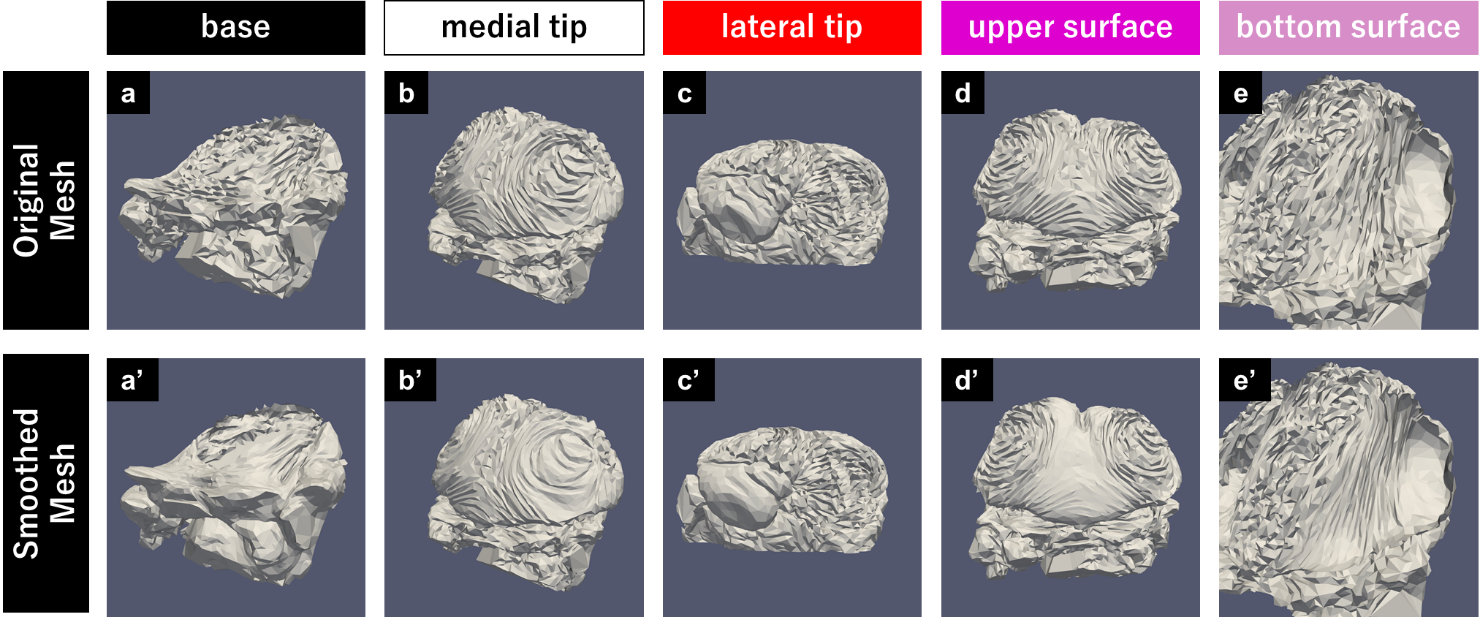 base
medial tip
lateral tip
upper surface
bottom surface
Original
Mesh
a
b
c
d
e
Smoothed
Mesh
a’
b’
c’
d’
e’